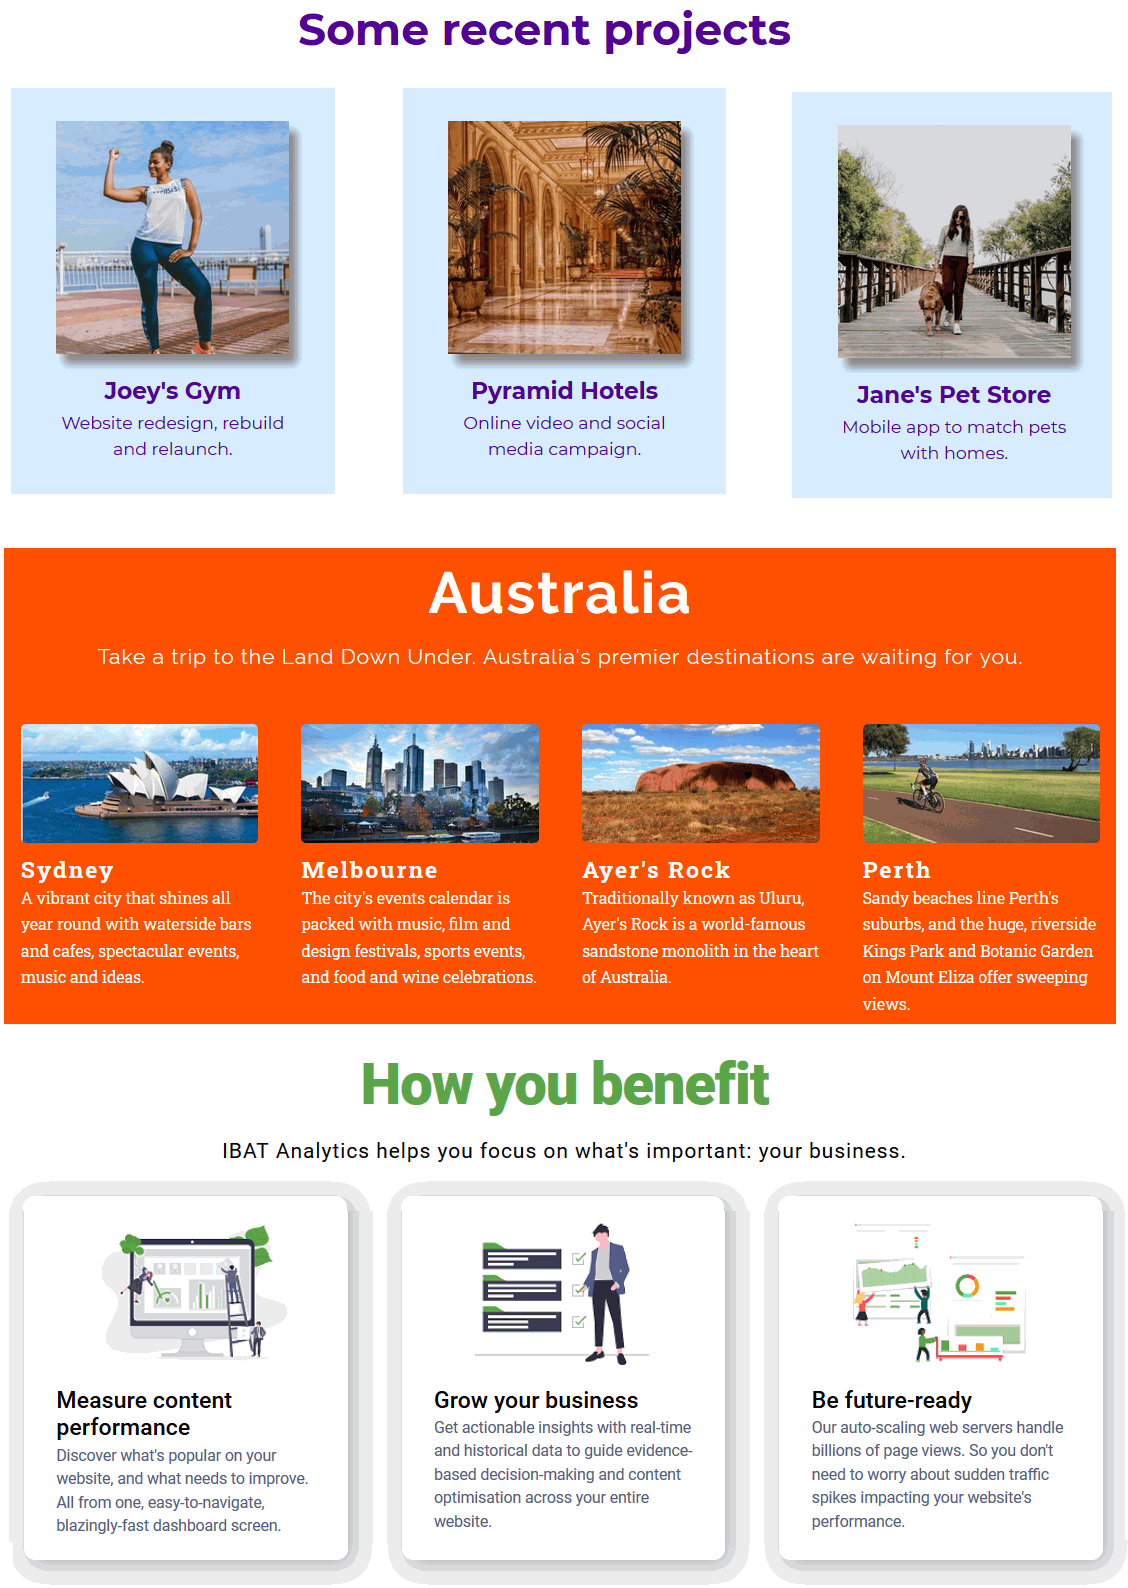 Some recent projects
Joey's Gym
Website redesign, rebuild
and relaunch.
Pyramid Hotels
Online video and social
media campaign.
Jane's Pet Store
Mobile app to match pets
with homes.
Australia
Take a trip to the Land Down Under. Australia's premier destinations are waiting for you.
Sydney
A vibrant city that shines all
year round with waterside bars
and cafes, spectacular events,
music and ideas.
Melbourne
The city's events calendar is
packed with music, film and
design festivals, sports events,
and food and wine celebrations.
Ayer's Rock
Traditionally known as Uluru,
Ayer's Rock is a world-famous
sandstone monolith in the heart
of Australia.
Perth
Sandy beaches line Perth's
suburbs, and the huge, riverside
Kings Park and Botanic Garden
on Mount Eliza offer sweeping
views.
How you benefit
IBAT Analytics helps you focus on what's important: your business.
Measure content
performance
Discover what's popular on your
website, and what needs to improve.
All from one, easy-to-navigate,
blazingly-fast dashboard screen.
Grow your business
Get actionable insights with real-time
and historical data to guide evidence-
based decision-making and content
optimisation across your entire
website.
Be future-ready
Our auto-scaling web servers handle
billions of page views. So you don't
need to worry about sudden traffic
spikes impacting your website's
performance.